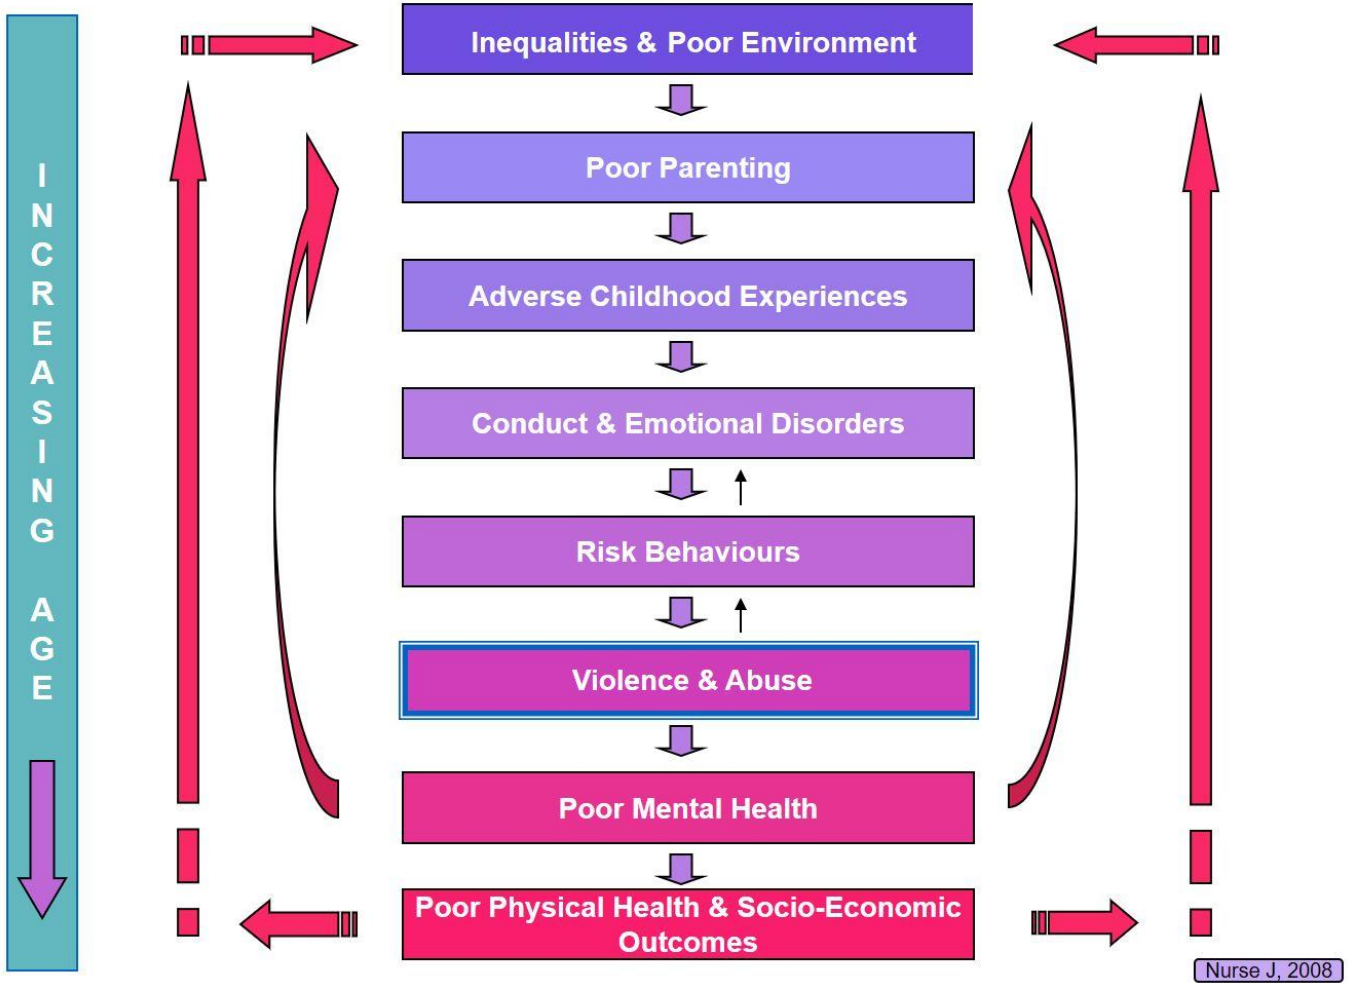 INCREASING AGE
Inequalities & Poor Environment
Poor Parenting
Adverse Childhood Experiences
Conduct & Emotional Disorders
Risk Behaviours
Violence & Abuse
Poor Mental Health
Poor Physical Health & Socio-Economic
Outcomes
Nurse J, 2008